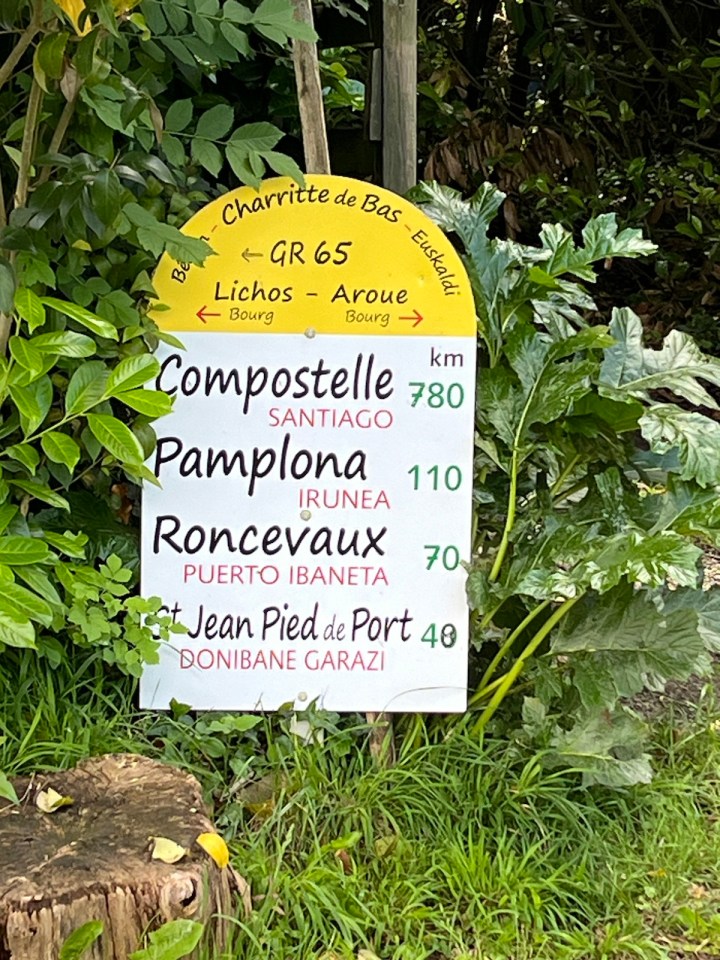 - Charritte de Bas - Euskaldi
← GR 65
Lichos - Aroue
← Bourg Bourg →
km
Compostelle 780
SANTIAGO
Pamplona 110
IRUNEA
Roncevaux 70
PUERTO IBANETA
St Jean Pied de Port
DONIBANE GARAZI